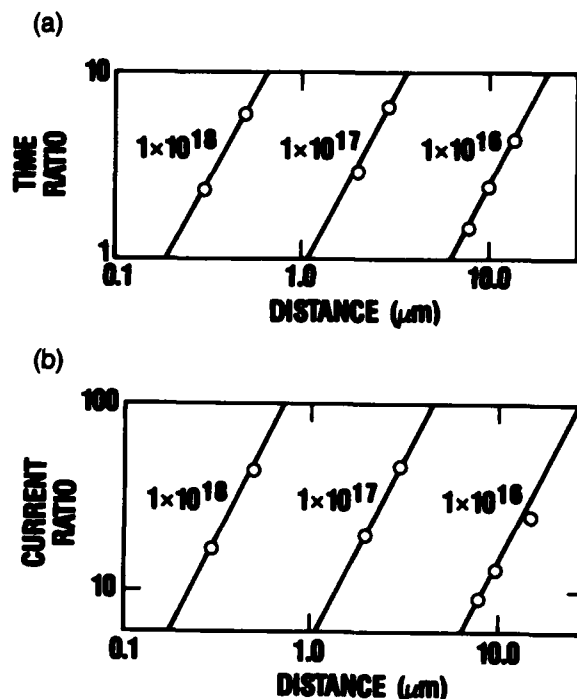 (a)
10
TIME
RATIO
1×10¹⁸
1×10¹⁷
1×10¹⁶
1
0.1
1.0
10.0
DISTANCE (μm)
(b)
100
CURRENT
RATIO
1×10¹⁸
1×10¹⁷
1×10¹⁶
10
0.1
1.0
10.0
DISTANCE (μm)